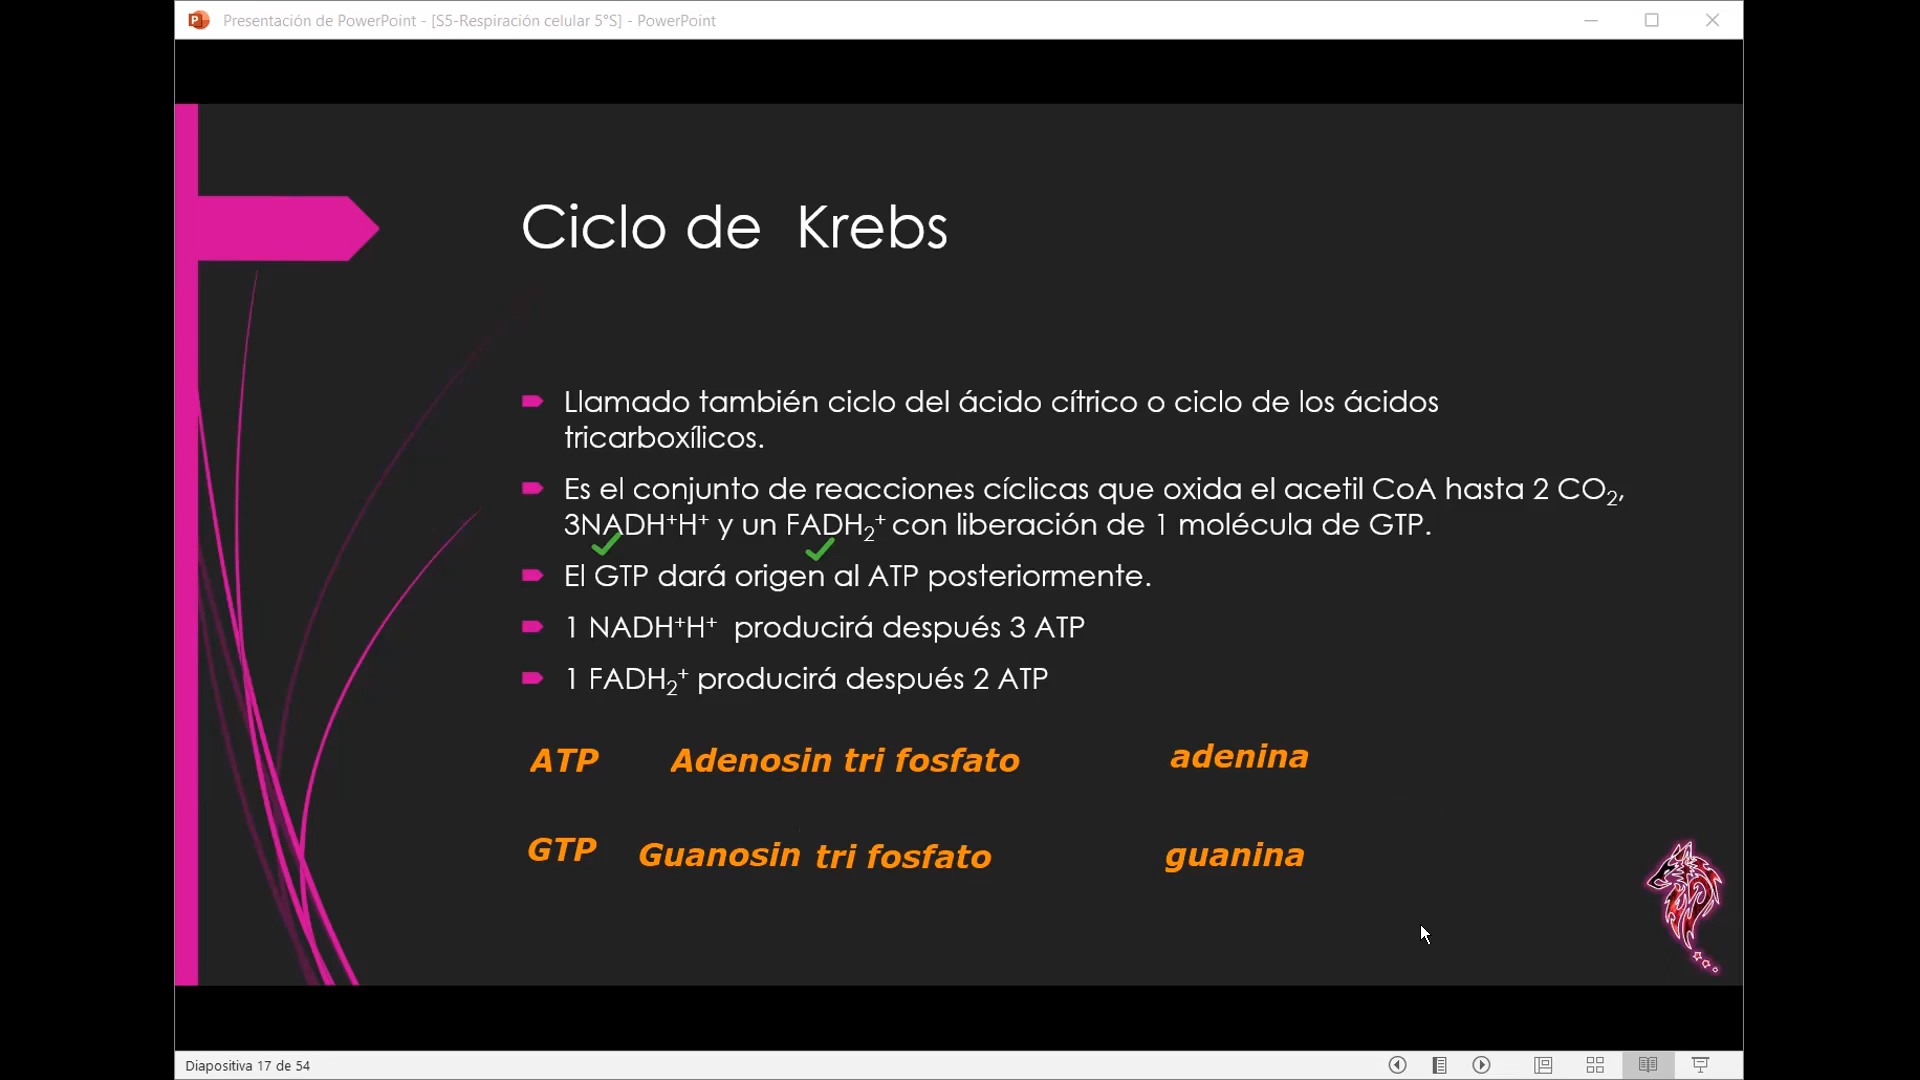 Presentación de PowerPoint - [S5-Respiración celular 5°S] - PowerPoint
Ciclo de Krebs
Llamado también ciclo del ácido cítrico o ciclo de los ácidos
tricarboxílicos.
Es el conjunto de reacciones cíclicas que oxida el acetil CoA hasta 2 CO₂,
3NADH⁺H⁺ y un FADH₂⁺ con liberación de 1 molécula de GTP.
El GTP dará origen al ATP posteriormente.
1 NADH⁺H⁺ producirá después 3 ATP
1 FADH₂⁺ producirá después 2 ATP
ATP Adenosin tri fosfato adenina
GTP Guanosin tri fosfato guanina
Diapositiva 17 de 54